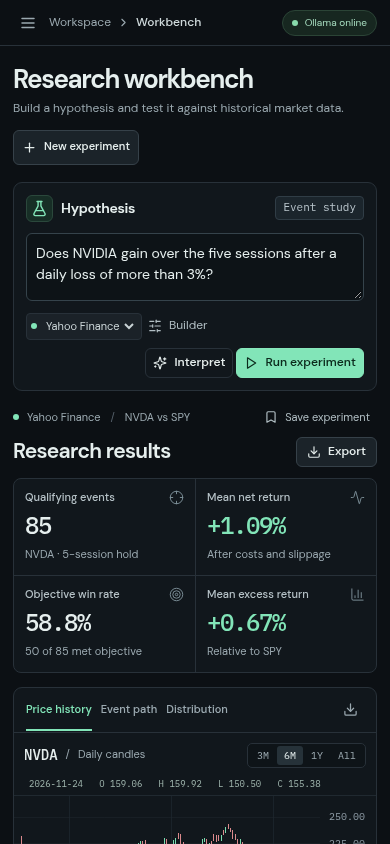 Workspace > Workbench
Ollama online
Research workbench
Build a hypothesis and test it against historical market data.
New experiment
Hypothesis
Event study
Does NVIDIA gain over the five sessions after a
daily loss of more than 3%?
Yahoo Finance
Builder
Interpret
Run experiment
Yahoo Finance / NVDA vs SPY
Save experiment
Research results
Export
Qualifying events
85
NVDA · 5-session hold
Mean net return
+1.09%
After costs and slippage
Objective win rate
58.8%
50 of 85 met objective
Mean excess return
+0.67%
Relative to SPY
Price history Event path Distribution
NVDA / Daily candles
3M 6M 1Y All
2026-11-24 O 159.06 H 159.92 L 150.50 C 155.38
250.00
225.00